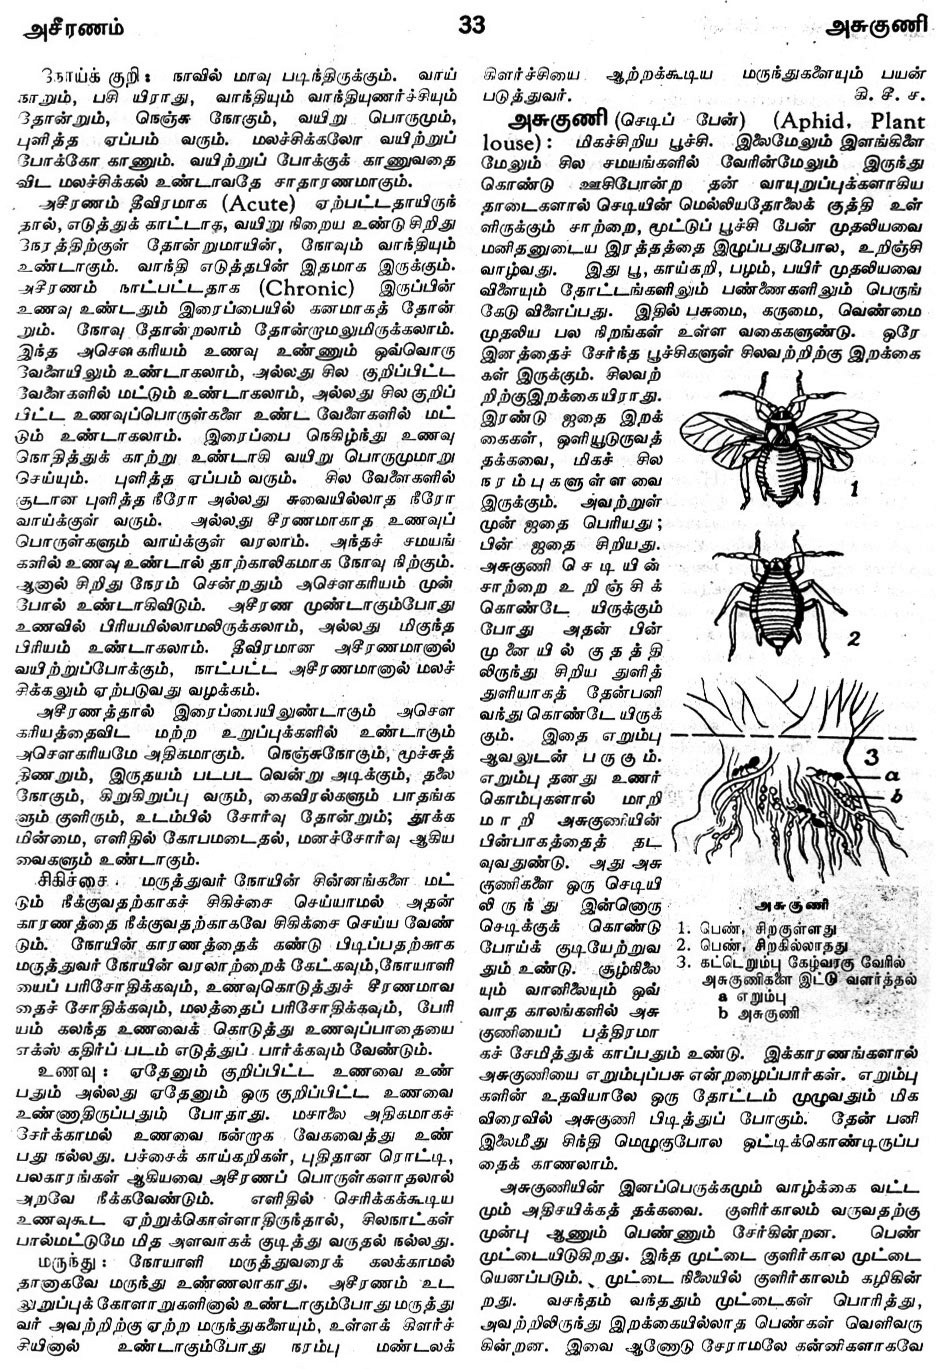 அசீரணம்
33
அசுகுணி
நோய்க் குறி : நாவில் மாவு படிந்திருக்கும். வாய்
நாறும், பசி யிராது, வாந்தியும் வாந்தியுணர்ச்சியும்
தோன்றும், நெஞ்சு நோகும், வயிறு பொருமும்,
புளித்த ஏப்பம் வரும். மலச்சிக்கலோ வயிற்றுப்
போக்கோ காணும். வயிற்றுப் போக்குக் காணுவதை
விட மலச்சிக்கல் உண்டாவதே சாதாரணமாகும்.
அசீரணம் தீவிரமாக (Acute) ஏற்பட்டதாயிருந்
தால், எடுத்துக் காட்டாக, வயிறு நிறைய உண்டு சிறிது
நேரத்திற்குள் தோன்றுமாயின், நோவும் வாந்தியும்
உண்டாகும். வாந்தி எடுத்தபின் இதமாக இருக்கும்.
அசீரணம் நாட்பட்டதாக (Chronic) இருப்பின்
உணவு உண்டதும் இரைப்பையில் கனமாகத் தோன்
றும். நோவு தோன்றலாம் தோன்றாமலுமிருக்கலாம்.
இந்த அசௌகரியம் உணவு உண்ணும் ஒவ்வொரு
வேளையிலும் உண்டாகலாம், அல்லது சில குறிப்பிட்ட
வேளைகளில் மட்டும் உண்டாகலாம், அல்லது சில குறிப்
பிட்ட உணவுப்பொருள்களை உண்ட வேளைகளில் மட்
டும் உண்டாகலாம். இரைப்பை நெகிழ்ந்து உணவு
நொதித்துக் காற்று உண்டாகி வயிறு பொருமுமாறு
செய்யும். புளித்த ஏப்பம் வரும். சில வேளைகளில்
சூடான புளித்த நீரோ அல்லது சுவையில்லாத நீரோ
வாய்க்குள் வரும். அல்லது சீரணமாகாத உணவுப்
பொருள்களும் வாய்க்குள் வரலாம். அந்தச் சமயங்
களில் உணவு உண்டால் தாற்காலிகமாக நோவு நிற்கும்.
ஆனால் சிறிது நேரம் சென்றதும் அசௌகரியம் முன்
போல் உண்டாகிவிடும். அசீரண முண்டாகும்போது
உணவில் பிரியமில்லாமலிருக்கலாம், அல்லது மிகுந்த
பிரியம் உண்டாகலாம். தீவிரமான அசீரணமானால்
வயிற்றுப்போக்கும், நாட்பட்ட அசீரணமானால் மலச்
சிக்கலும் ஏற்படுவது வழக்கம்.
அசீரணத்தால் இரைப்பையிலுண்டாகும் அசௌ
கரியத்தைவிட மற்ற உறுப்புக்களில் உண்டாகும்
அசௌகரியமே அதிகமாகும். நெஞ்சுநோகும், மூச்சுத்
திணறும், இருதயம் படபட வென்று அடிக்கும், தலை
நோகும், கிறுகிறுப்பு வரும், கைவிரல்களும் பாதங்க
ளும் குளிரும், உடம்பில் சோர்வு தோன்றும்; தூக்க
மின்மை, எளிதில் கோபமடைதல், மனச்சோர்வு ஆகிய
வைகளும் உண்டாகும்.
சிகிச்சை : மருத்துவர் நோயின் சின்னங்களை மட்
டும் நீக்குவதற்காகச் சிகிச்சை செய்யாமல் அதன்
காரணத்தை நீக்குவதற்காகவே சிகிச்சை செய்ய வேண்
டும். நோயின் காரணத்தைக் கண்டு பிடிப்பதற்காக
மருத்துவர் நோயின் வரலாற்றைக் கேட்கவும், நோயாளி
யைப் பரிசோதிக்கவும், உணவுகொடுத்துச் சீரணமாவ
தைச் சோதிக்கவும், மலத்தைப் பரிசோதிக்கவும், பேரி
யம் கலந்த உணவைக் கொடுத்து உணவுப்பாதையை
எக்ஸ் கதிர்ப் படம் எடுத்துப் பார்க்கவும் வேண்டும்.
உணவு : ஏதேனும் குறிப்பிட்ட உணவை உண்
பதும் அல்லது ஏதேனும் ஒரு குறிப்பிட்ட உணவை
உண்ணாதிருப்பதும் போதாது. மசாலை அதிகமாகச்
சேர்க்காமல் உணவை நன்றாக வேகவைத்து உண்
பது நல்லது. பச்சைக் காய்கறிகள், புதிதான ரொட்டி,
பலகாரங்கள் ஆகியவை அசீரணப் பொருள்களாதலால்
அறவே நீக்கவேண்டும். எளிதில் செரிக்கக்கூடிய
உணவுகூட ஏற்றுக்கொள்ளாதிருந்தால், சிலநாட்கள்
பால்மட்டுமே மித அளவாகக் குடித்து வருதல் நல்லது.
மருந்து : நோயாளி மருத்துவரைக் கலக்காமல்
தானாகவே மருந்து உண்ணலாகாது. அசீரணம் உட
லுறுப்புக் கோளாறுகளினால் உண்டாகும்போது மருத்து
வர் அவற்றிற்கு ஏற்ற மருந்துகளையும், உள்ளக் கிளர்ச்
சியினால் உண்டாகும்போது நரம்பு மண்டலக்
கிளர்ச்சியை ஆற்றக்கூடிய மருந்துகளையும் பயன்
படுத்துவர். கி. சீ. ச.
அசுகுணி (செடிப் பேன்) (Aphid, Plant
louse) : மிகச்சிறிய பூச்சி. இலைமேலும் இளங்கிளை
மேலும் சில சமயங்களில் வேரின்மேலும் இருந்து
கொண்டு ஊசிபோன்ற தன் வாயுறுப்புக்களாகிய
தாடைகளால் செடியின் மெல்லியதோலைக் குத்தி உள்
ளிருக்கும் சாற்றை, மூட்டுப் பூச்சி பேன் முதலியவை
மனிதனுடைய இரத்தத்தை இழுப்பதுபோல, உறிஞ்சி
வாழ்வது. இது பூ, காய்கறி, பழம், பயிர் முதலியவை
விளையும் தோட்டங்களிலும் பண்ணைகளிலும் பெருங்
கேடு விளைப்பது. இதில் பசுமை, கருமை, வெண்மை
முதலிய பல நிறங்கள் உள்ள வகைகளுண்டு. ஒரே
இனத்தைச் சேர்ந்த பூச்சிகளுள் சிலவற்றிற்கு இறக்கை
கள் இருக்கும். சிலவற்
றிற்கு இறக்கையிராது.
இரண்டு ஜதை இறக்
கைகள், ஒளியூடுருவத்
தக்கவை, மிகச் சில
நரம்புகளுள்ளவை
இருக்கும். அவற்றுள்
முன் ஜதை பெரியது ;
பின் ஜதை சிறியது.
அசுகுணி செடியின்
சாற்றை உறிஞ்சிக்
கொண்டே யிருக்கும்
போது அதன் பின்
முனையில் குதத்தி
லிருந்து சிறிய துளித்
துளியாகத் தேன்பனி
வந்து கொண்டே யிருக்
கும். இதை எறும்பு
ஆவலுடன் பருகும்.
எறும்பு தனது உணர்
கொம்புகளால் மாறி
மாறி அசுகுணியின்
பின்பாகத்தைத் தட
வுவதுண்டு. அது அசு
குணிகளை ஒரு செடியி
லிருந்து இன்னொரு
செடிக்குக் கொண்டு
போய்க் குடியேற்றுவ
தும் உண்டு. சூழ்நிலை
யும் வானிலையும் ஒவ்
வாத காலங்களில் அசு
குணியைப் பத்திரமா
கச் சேமித்துக் காப்பதும் உண்டு. இக்காரணங்களால்
அசுகுணியை எறும்புப்பசு என்றழைப்பார்கள். எறும்பு
களின் உதவியாலே ஒரு தோட்டம் முழுவதும் மிக
விரைவில் அசுகுணி பிடித்துப் போகும். தேன் பனி
இலைமீது சிந்தி மெழுகுபோல ஒட்டிக்கொண்டிருப்ப
தைக் காணலாம்.
அசுகுணியின் இனப்பெருக்கமும் வாழ்க்கை வட்ட
மும் அதிசயிக்கத் தக்கவை. குளிர்காலம் வருவதற்கு
முன்பு ஆணும் பெண்ணும் சேர்கின்றன. பெண்
முட்டையிடுகிறது. இந்த முட்டை குளிர்கால முட்டை
யெனப்படும். முட்டை நிலையில் குளிர்காலம் கழிகின்
றது. வசந்தம் வந்ததும் முட்டைகள் பொரித்து,
அவற்றிலிருந்து இறக்கையில்லாத பெண்கள் வெளிவரு
கின்றன. இவை ஆணோடு சேராமலே கன்னிகளாகவே
1
2
3
a
b
அசுகுணி
1. பெண், சிறகுள்ளது
2. பெண், சிறகில்லாதது
3. கட்டெறும்பு கேழ்வரகு வேரில்
அசுகுணிகளை இட்டு வளர்த்தல்
a எறும்பு
b அசுகுணி